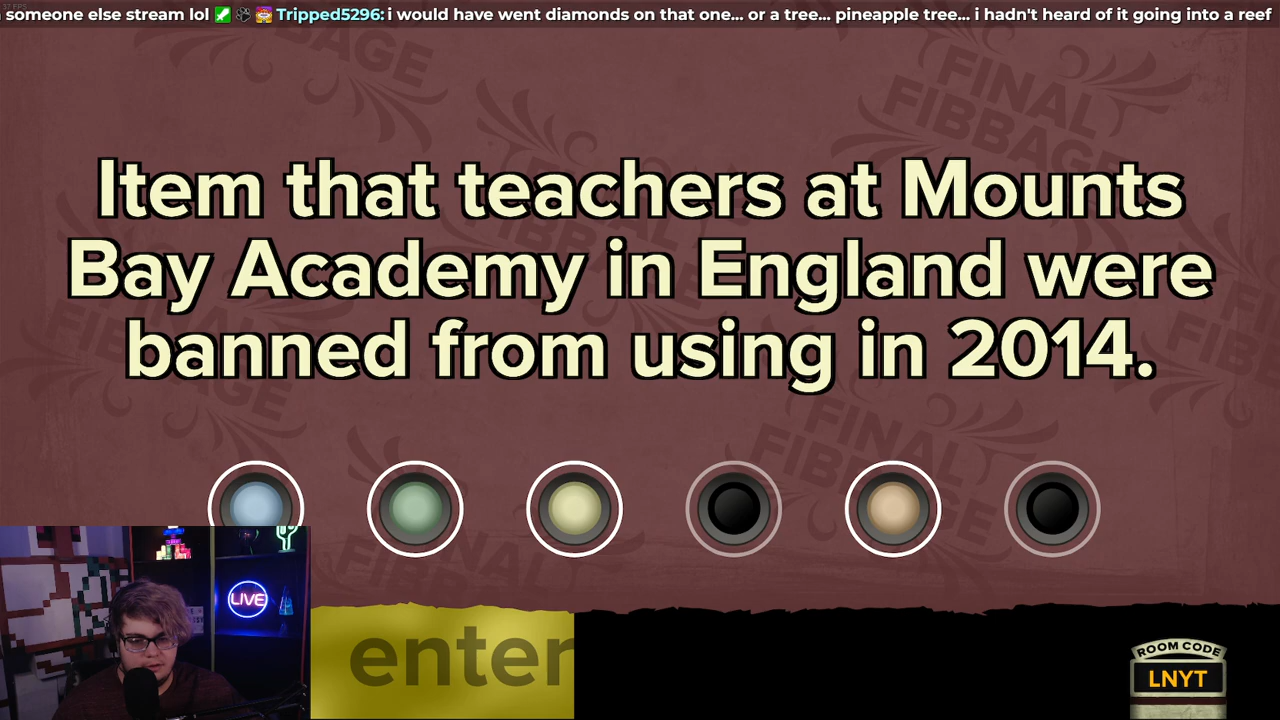 someone else stream lol Tripped5296: i would have went diamonds on that one... or a tree... pineapple tree... i hadn't heard of it going into a reef
Item that teachers at Mounts
Bay Academy in England were
banned from using in 2014.
LIVE
enter
ROOM CODE
LNYT
FINAL
FIBBAGE